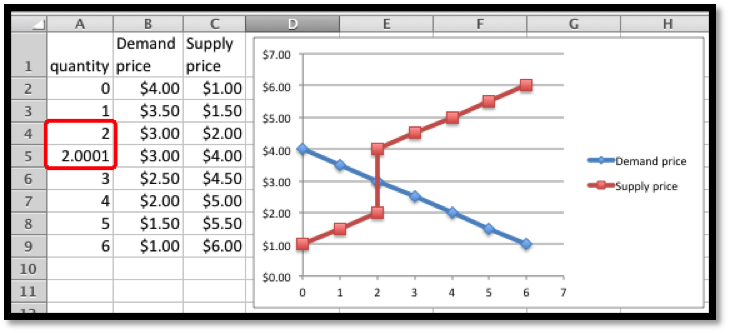 A B C D E F G H
1 quantity Demand price Supply price
2 0 $4.00 $1.00
3 1 $3.50 $1.50
4 2 $3.00 $2.00
5 2.0001 $3.00 $4.00
6 3 $2.50 $4.50
7 4 $2.00 $5.00
8 5 $1.50 $5.50
9 6 $1.00 $6.00
10
11
$7.00
$6.00
$5.00
$4.00
$3.00
$2.00
$1.00
$0.00
0 1 2 3 4 5 6 7
Demand price
Supply price